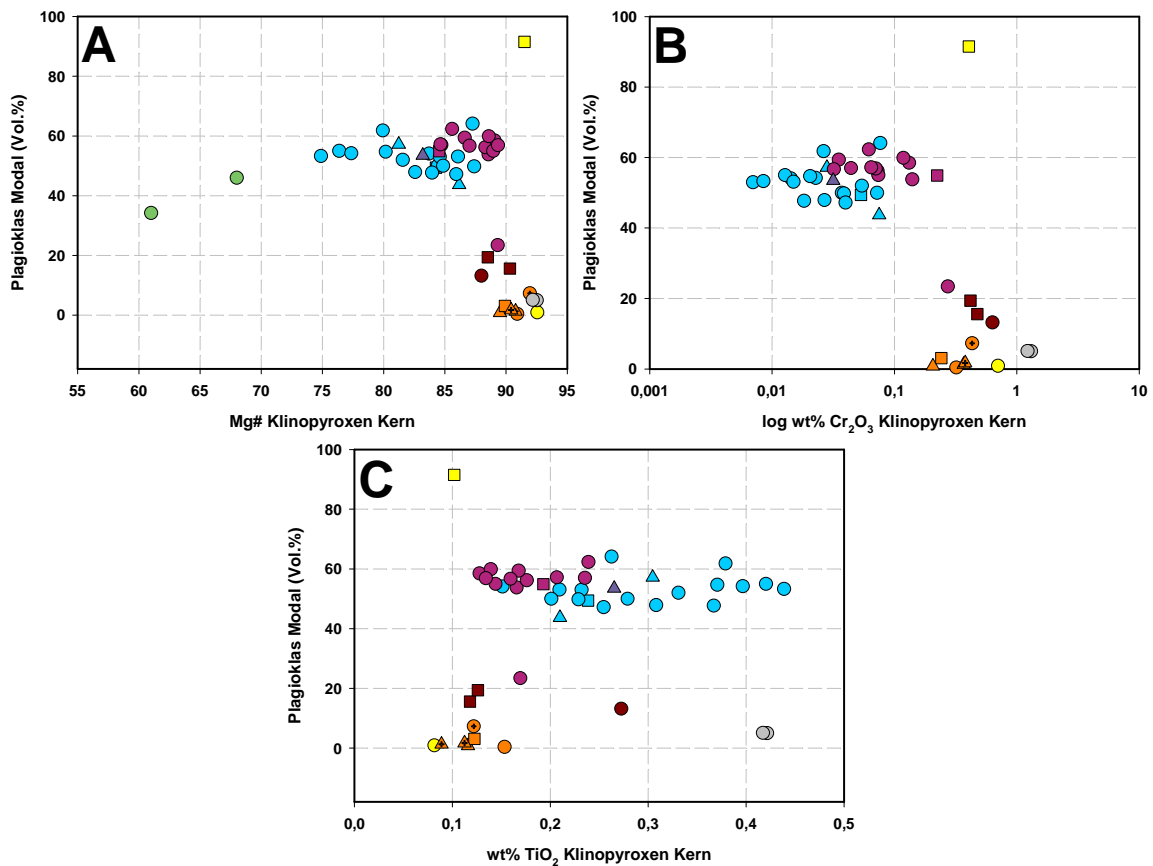 A
100
80
60
40
20
0
Plagioklas Modal (Vol.%)
55 60 65 70 75 80 85 90 95
Mg# Klinopyroxen Kern
B
100
80
60
40
20
0
Plagioklas Modal (Vol.%)
0,001 0,01 0,1 1 10
log wt% Cr₂O₃ Klinopyroxen Kern
C
100
80
60
40
20
0
Plagioklas Modal (Vol.%)
0,0 0,1 0,2 0,3 0,4 0,5
wt% TiO₂ Klinopyroxen Kern